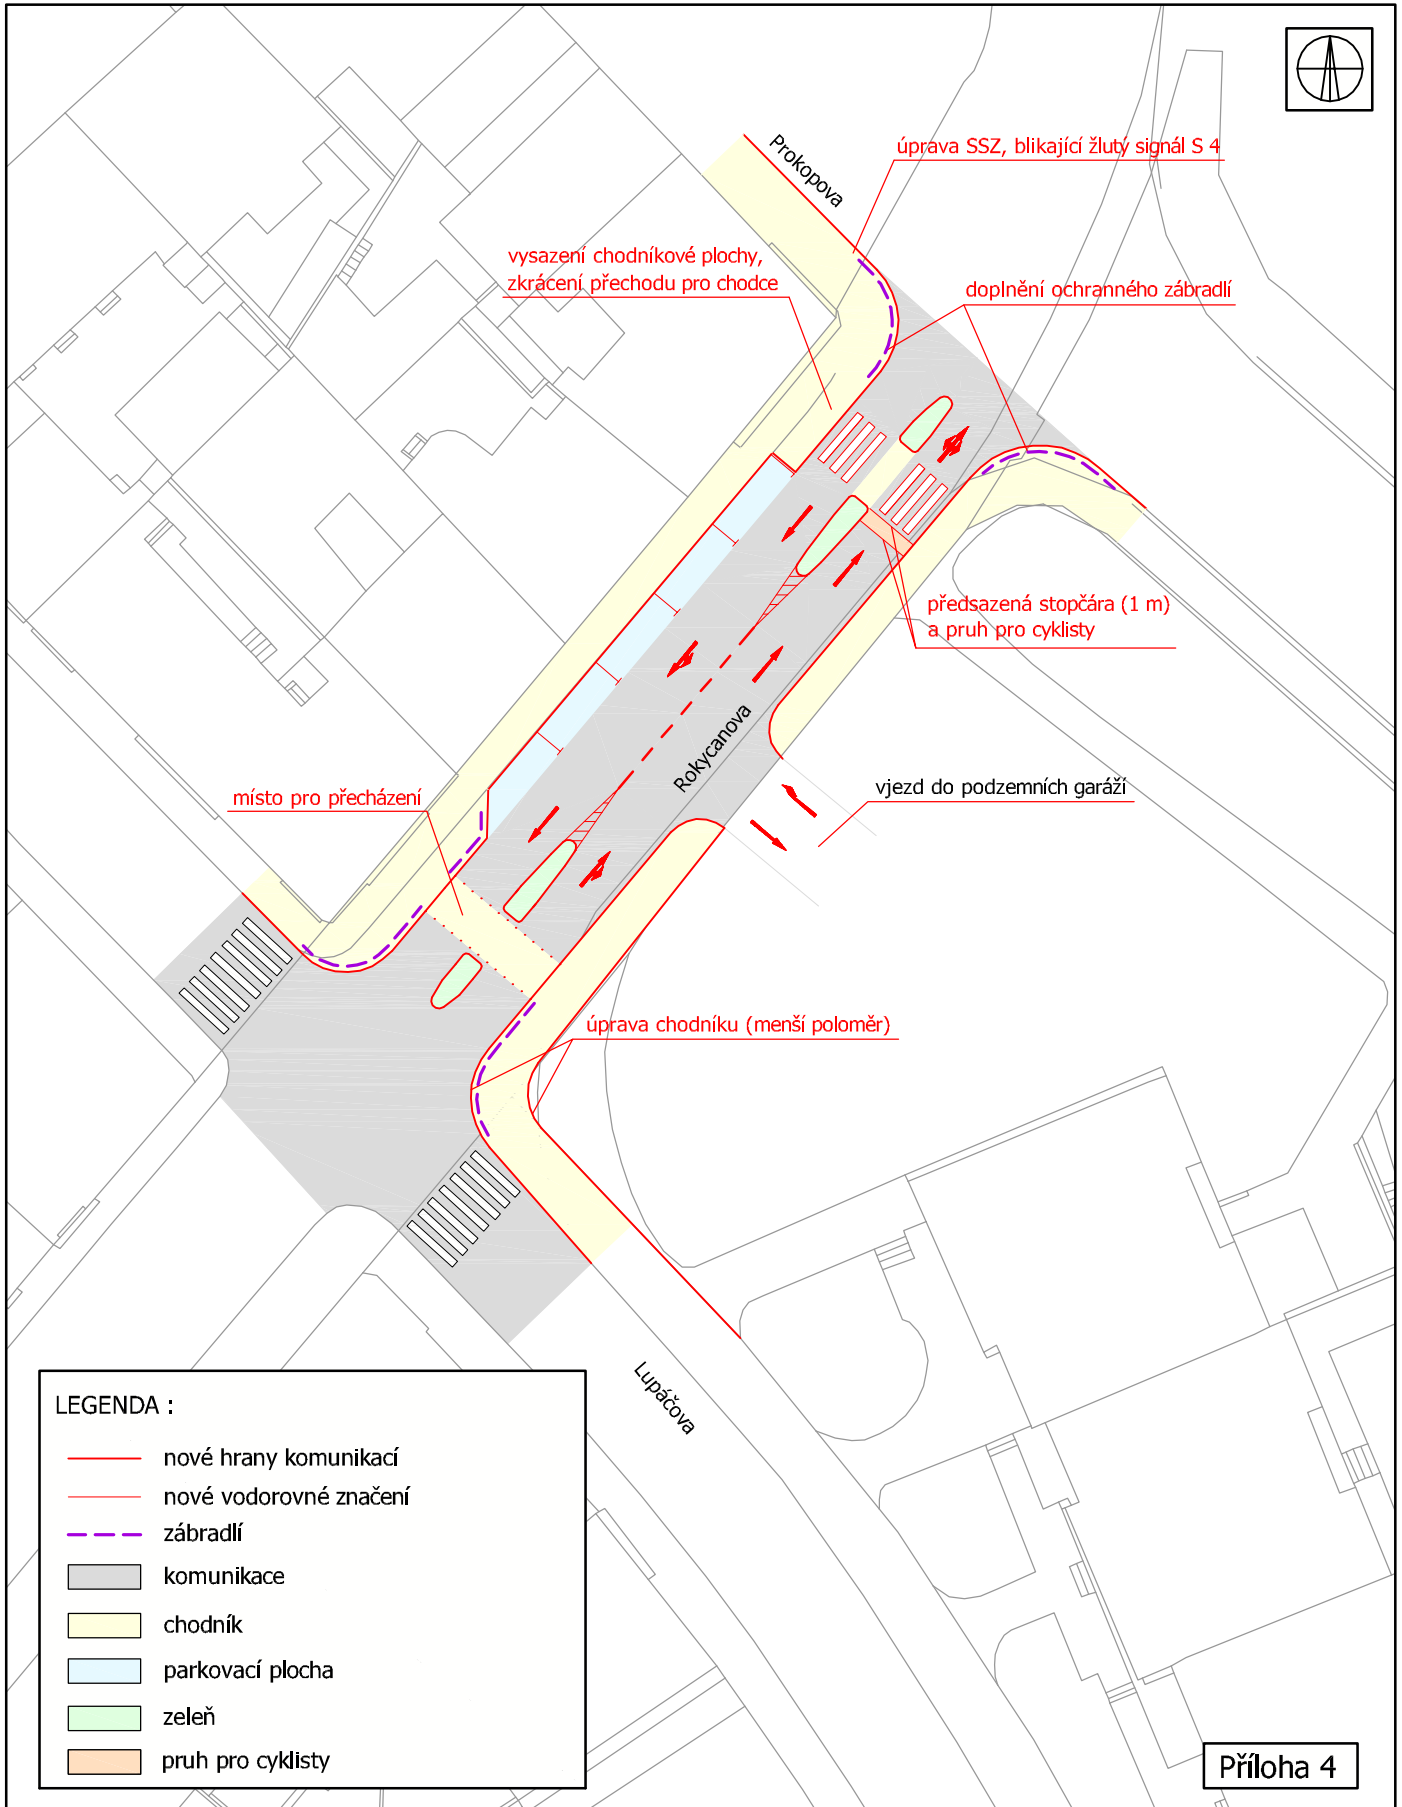 Prokopova
úprava SSZ, blikající žlutý signál S 4
vysazení chodníkové plochy,
zkrácení přechodu pro chodce
doplnění ochranného zábradlí
předsazená stopčára (1 m)
a pruh pro cyklisty
Rokycanova
vjezd do podzemních garáží
místo pro přecházení
úprava chodníku (menší poloměr)
Lupáčova
LEGENDA :
nové hrany komunikací
nové vodorovné značení
zábradlí
komunikace
chodník
parkovací plocha
zeleň
pruh pro cyklisty
Příloha 4